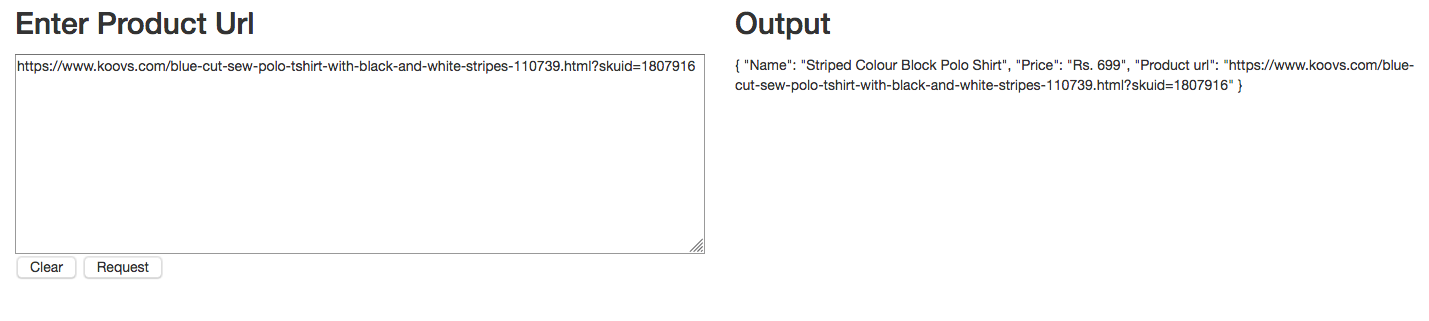 Enter Product Url
https://www.koovs.com/blue-cut-sew-polo-tshirt-with-black-and-white-stripes-110739.html?skuid=1807916
Clear
Request
Output
{ "Name": "Striped Colour Block Polo Shirt", "Price": "Rs. 699", "Product url": "https://www.koovs.com/blue-
cut-sew-polo-tshirt-with-black-and-white-stripes-110739.html?skuid=1807916" }